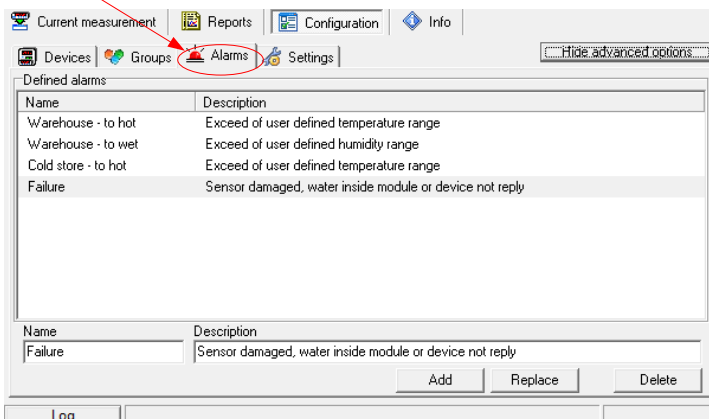 Current measurement Reports Configuration Info
Devices Groups Alarms Settings Hide advanced options
Defined alarms
Name Description
Warehouse - to hot Exceed of user defined temperature range
Warehouse - to wet Exceed of user defined humidity range
Cold store - to hot Exceed of user defined temperature range
Failure Sensor damaged, water inside module or device not reply
Name Description
Failure Sensor damaged, water inside module or device not reply
Add Replace Delete
Log